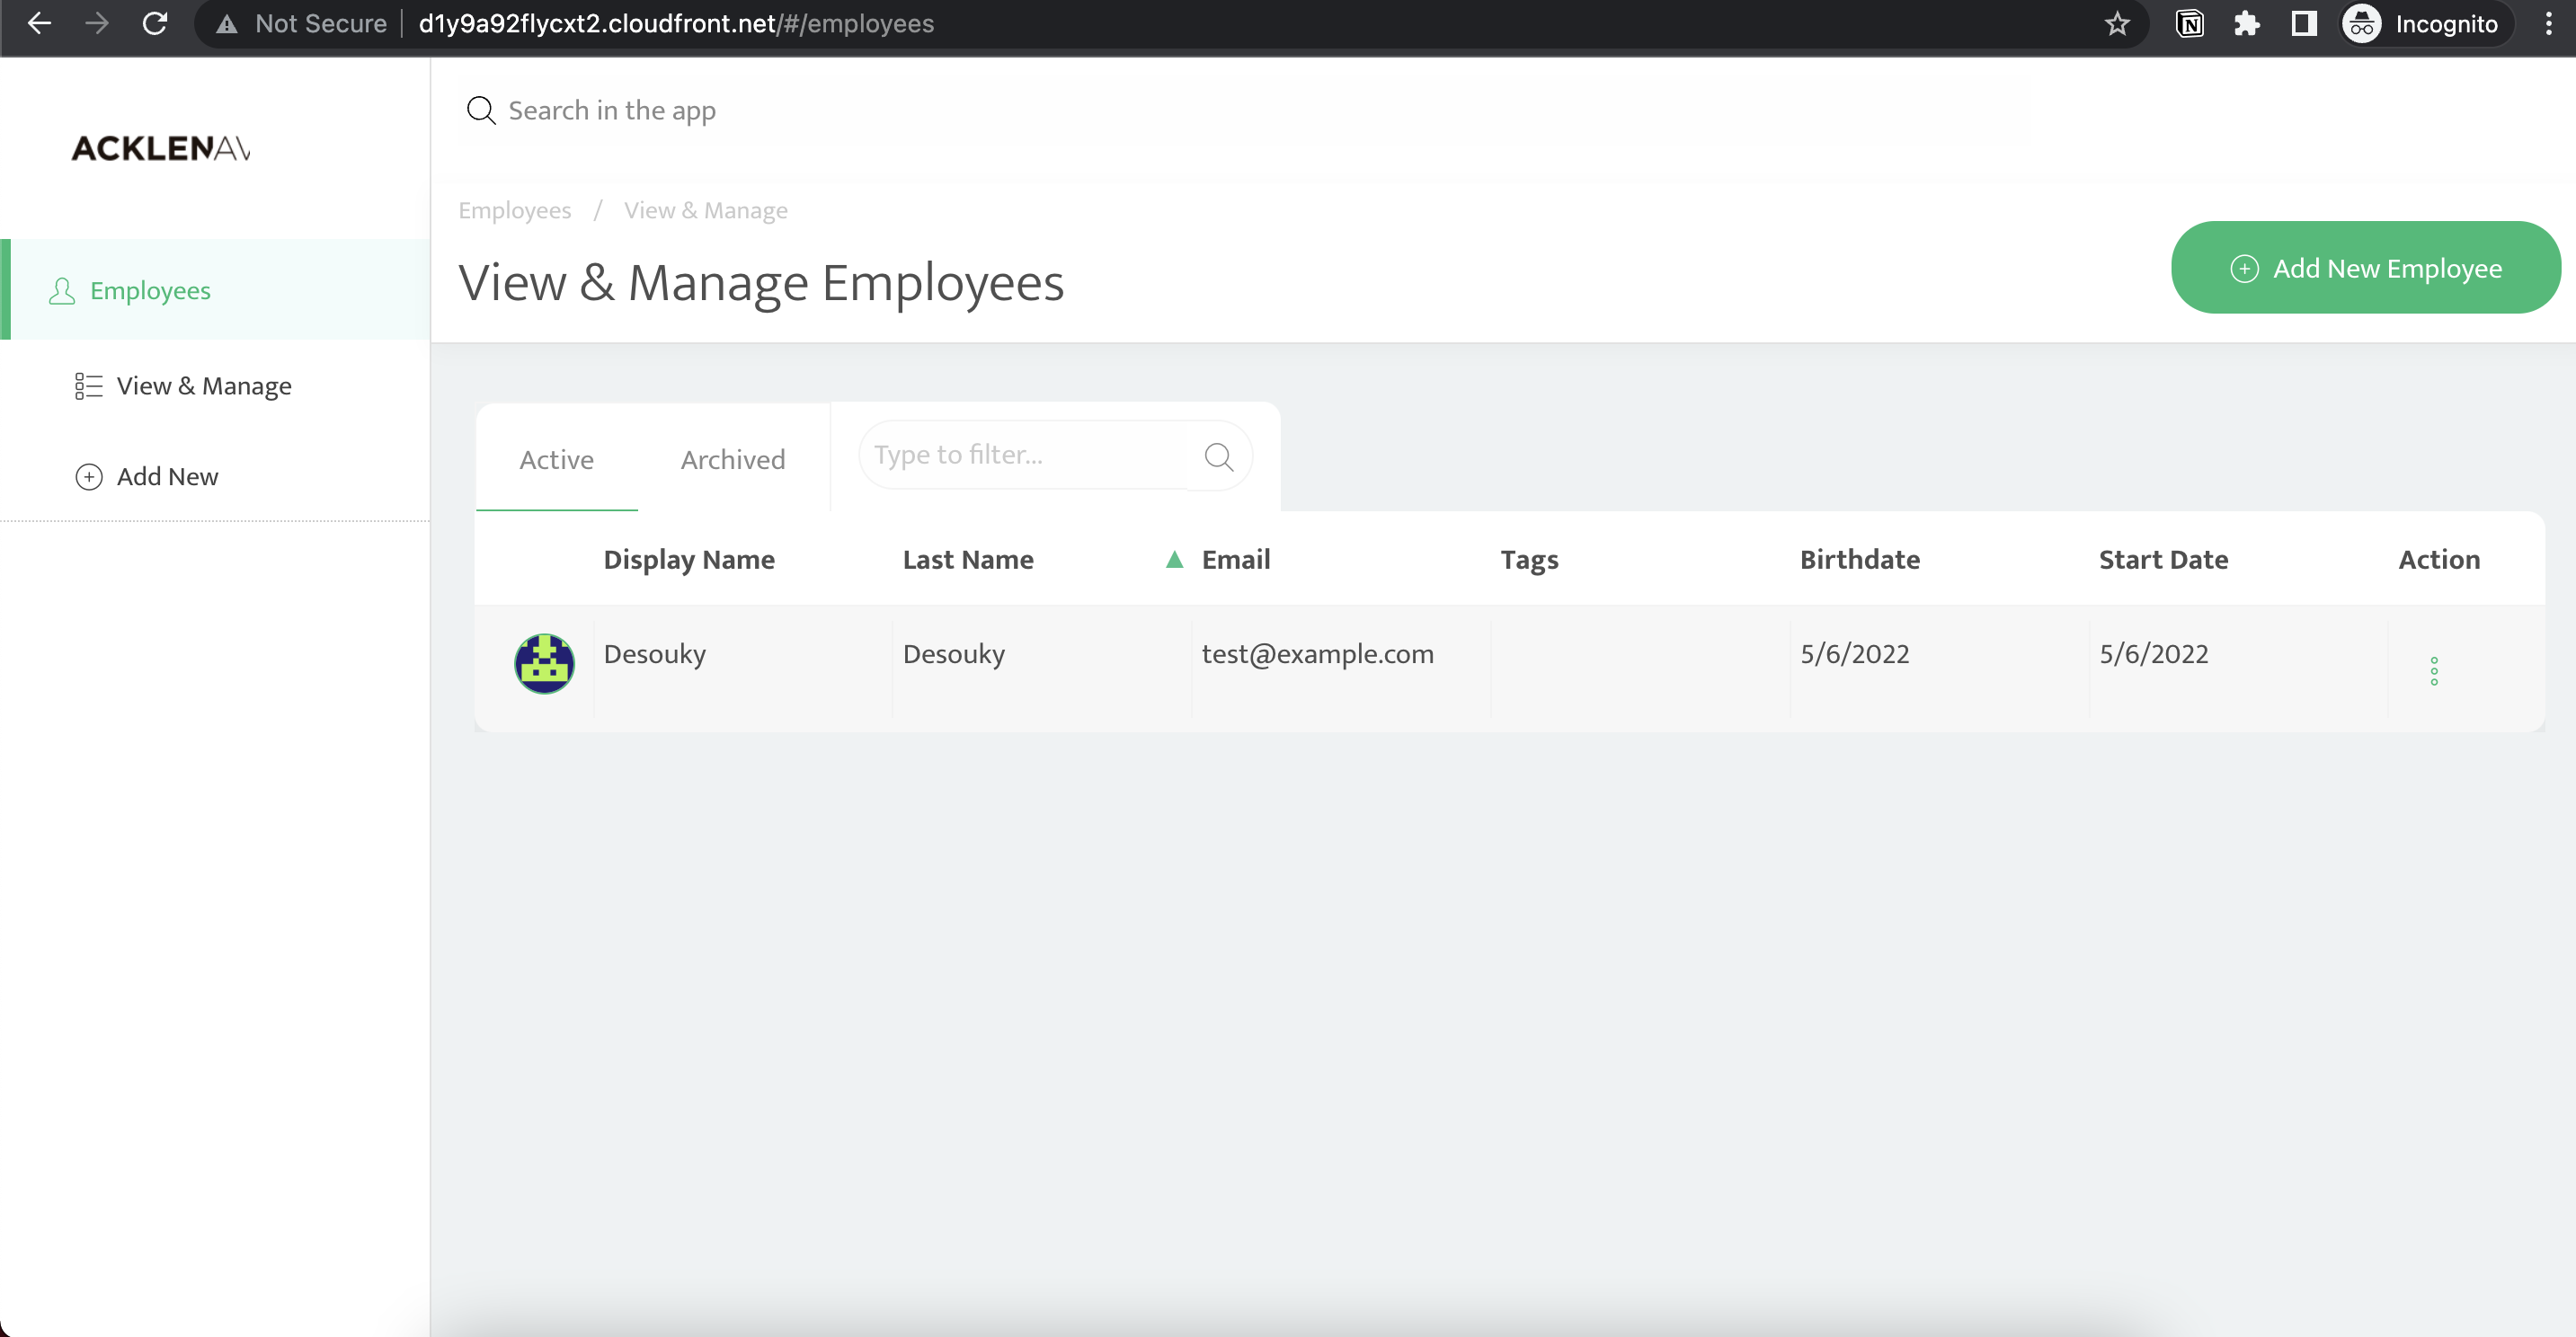 Not Secure d1y9a92flycxt2.cloudfront.net/#/employees Incognito
Search in the app
ACKLENAV
Employees / View & Manage
View & Manage Employees
Add New Employee
Employees
View & Manage
Add New
Active Archived Type to filter...
Display Name Last Name ▲ Email Tags Birthdate Start Date Action
Desouky Desouky test@example.com 5/6/2022 5/6/2022